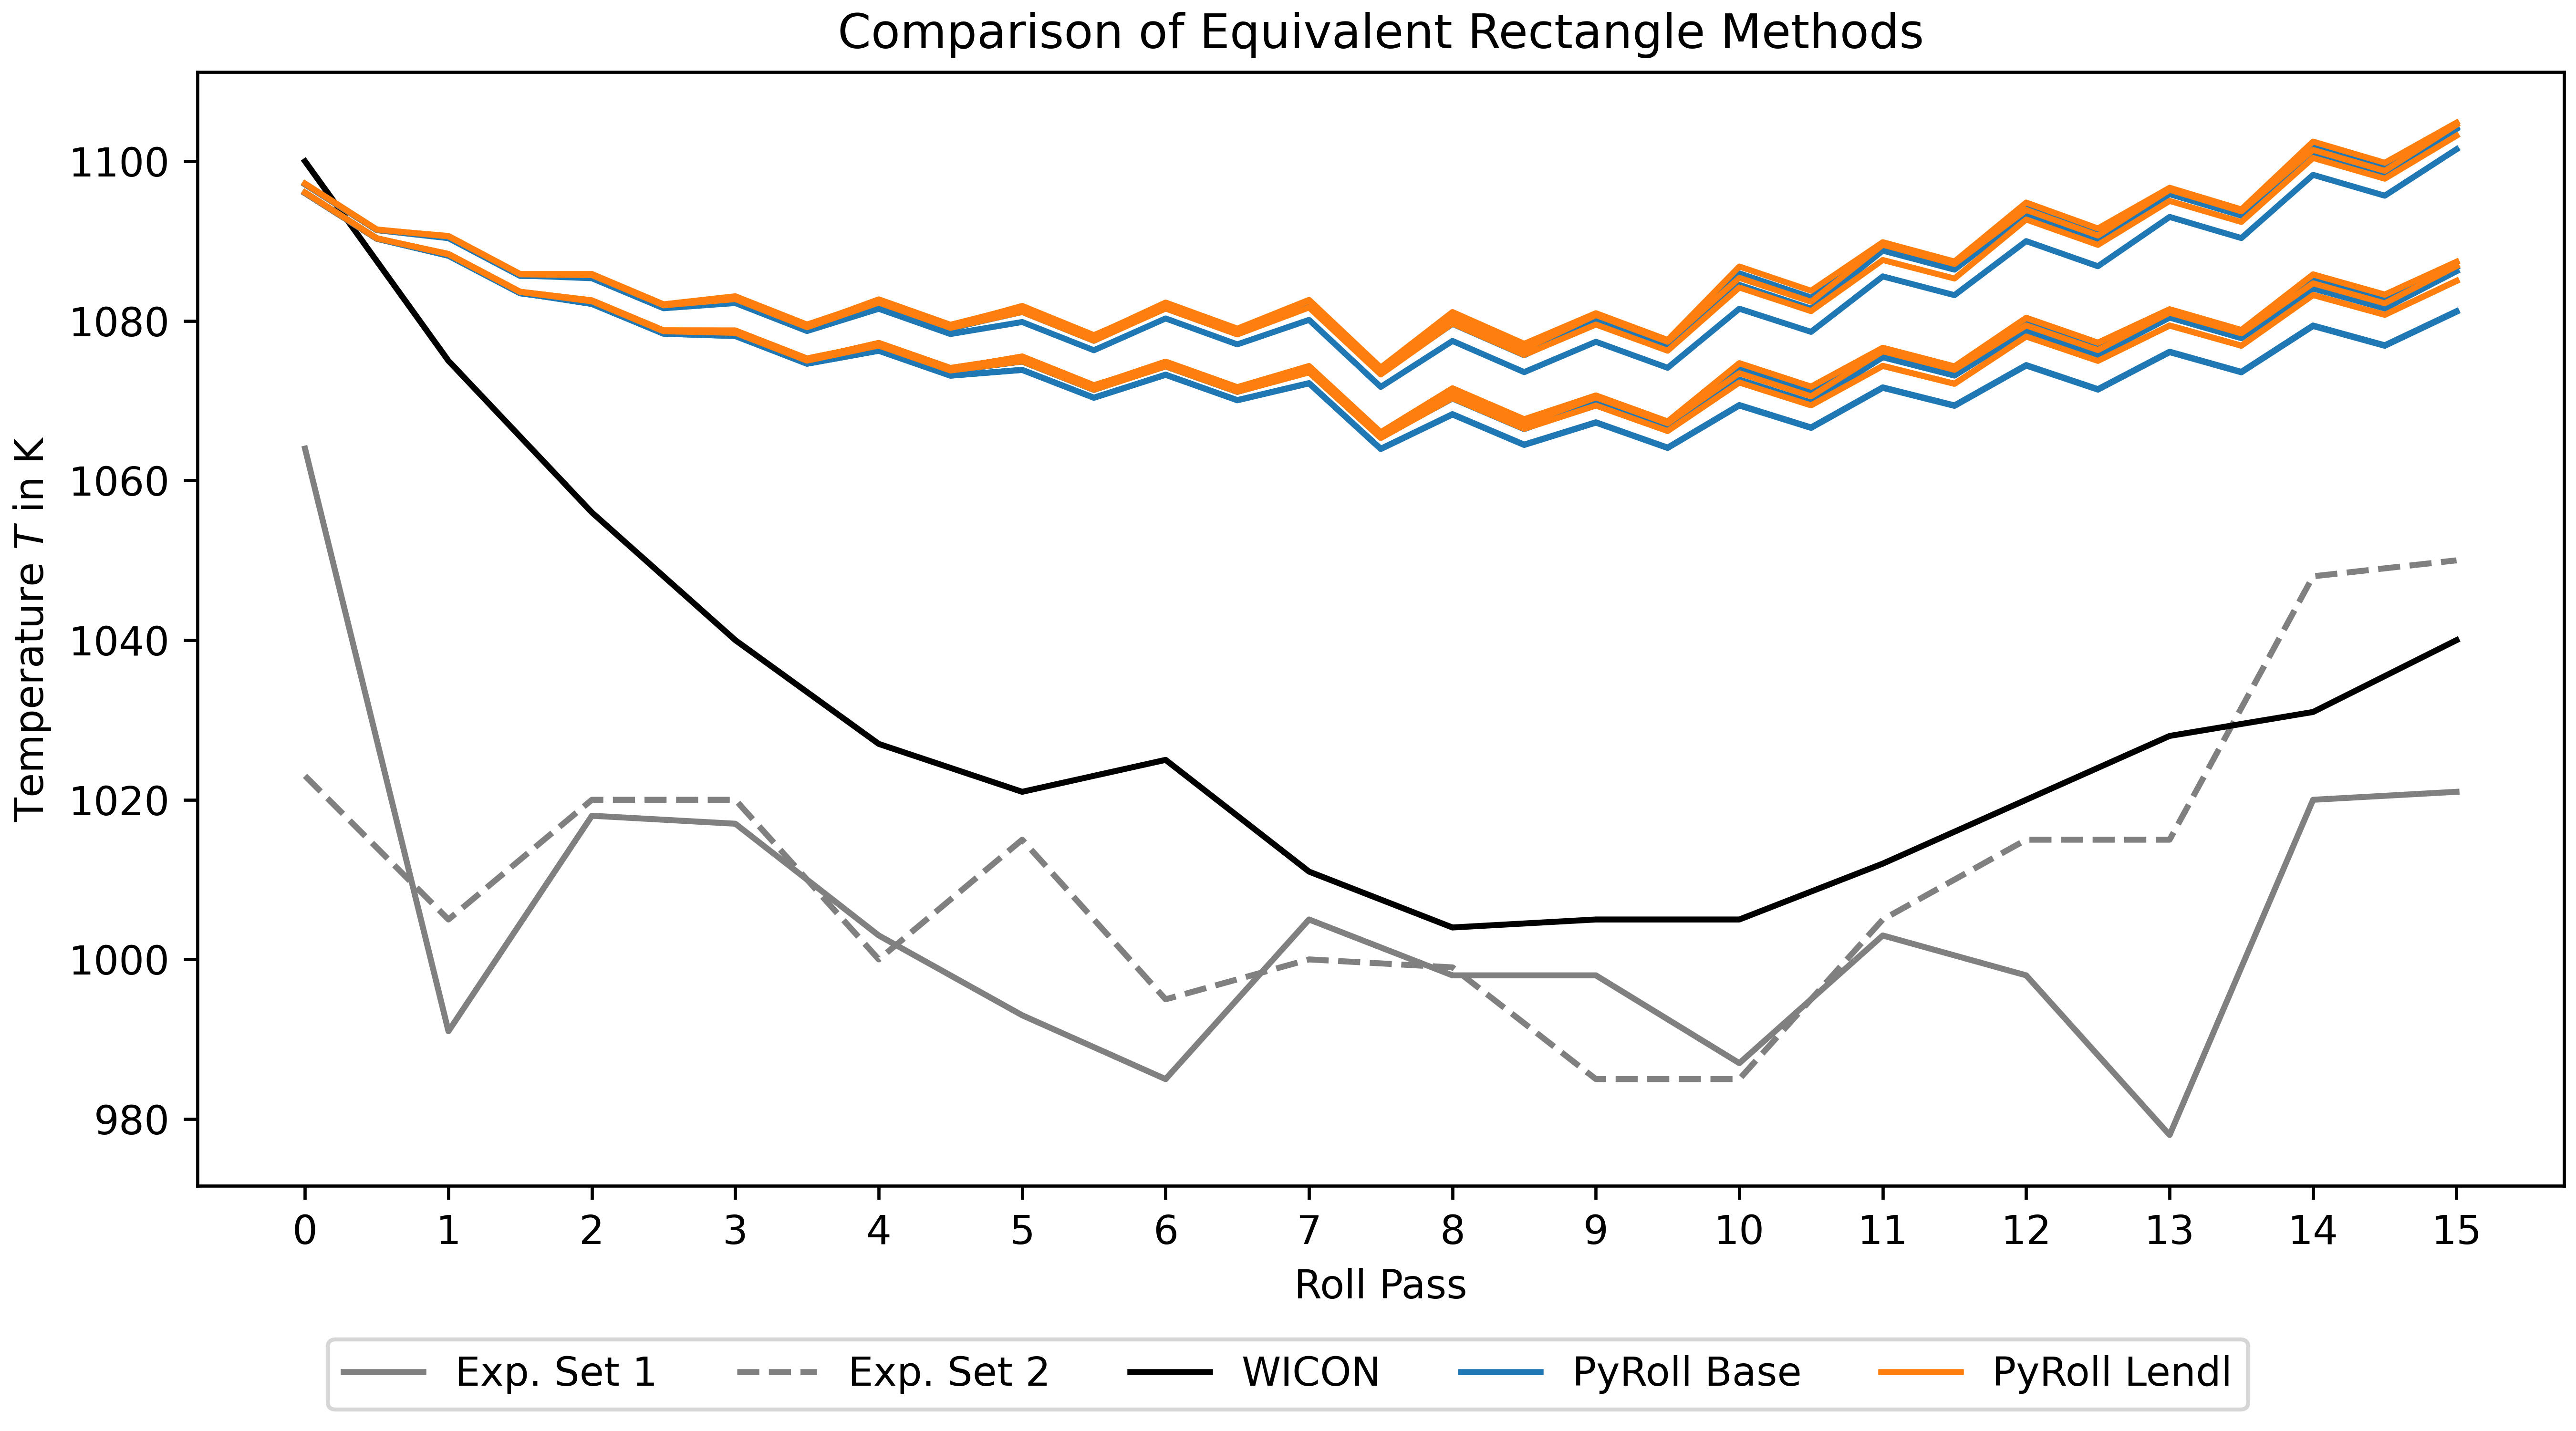 Comparison of Equivalent Rectangle Methods
Temperature T in K
1100
1080
1060
1040
1020
1000
980
0 1 2 3 4 5 6 7 8 9 10 11 12 13 14 15
Roll Pass
Exp. Set 1 Exp. Set 2 WICON PyRoll Base PyRoll Lendl